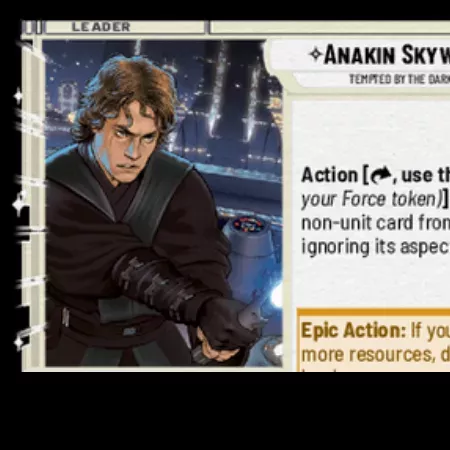 LEADER
ANAKIN SKYW
TEMPTED BY THE DARK
Action [, use th
your Force token)]
non-unit card from
ignoring its aspec
Epic Action: If you
more resources, d